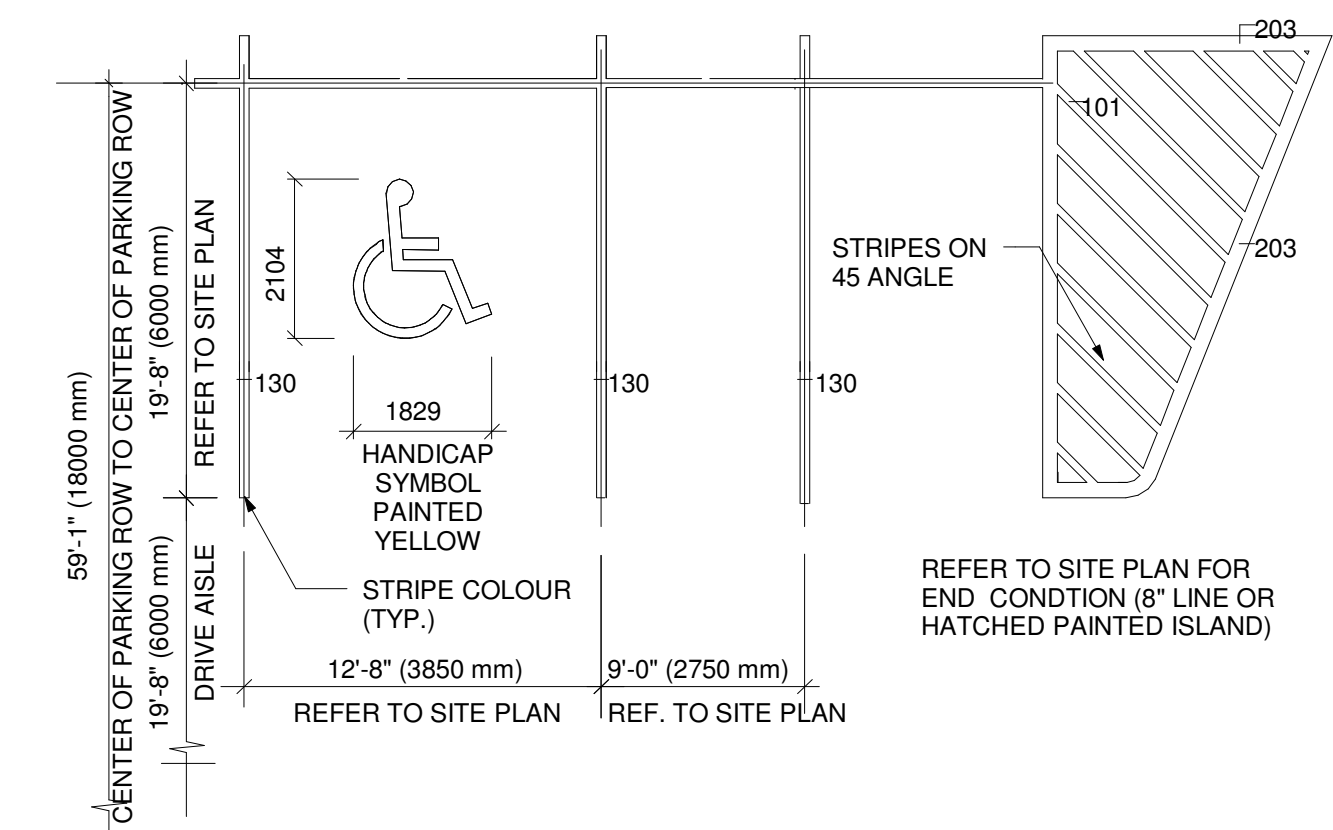 203
101
203
STRIPES ON
45 ANGLE
CENTER OF PARKING ROW TO CENTER OF PARKING ROW
59'-1" (18000 mm)
19'-8" (6000 mm)
REFER TO SITE PLAN
19'-8" (6000 mm)
DRIVE AISLE
2104
130
130
130
1829
HANDICAP
SYMBOL
PAINTED
YELLOW
STRIPE COLOUR
(TYP.)
12'-8" (3850 mm)
REFER TO SITE PLAN
9'-0" (2750 mm)
REF. TO SITE PLAN
REFER TO SITE PLAN FOR
END CONDTION (8" LINE OR
HATCHED PAINTED ISLAND)